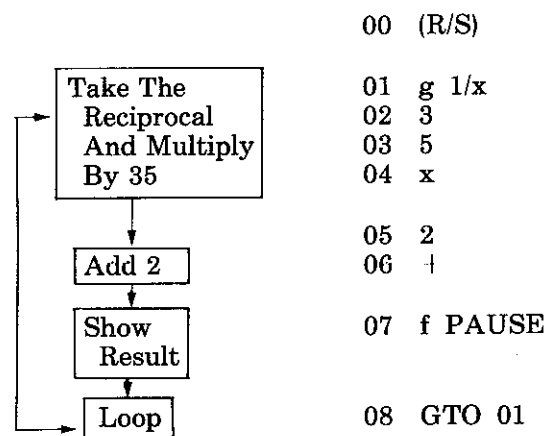 00 (R/S)
Take The
Reciprocal
And Multiply
By 35
01 g 1/x
02 3
03 5
04 x
Add 2
05 2
06 +
Show
Result
07 f PAUSE
Loop
08 GTO 01